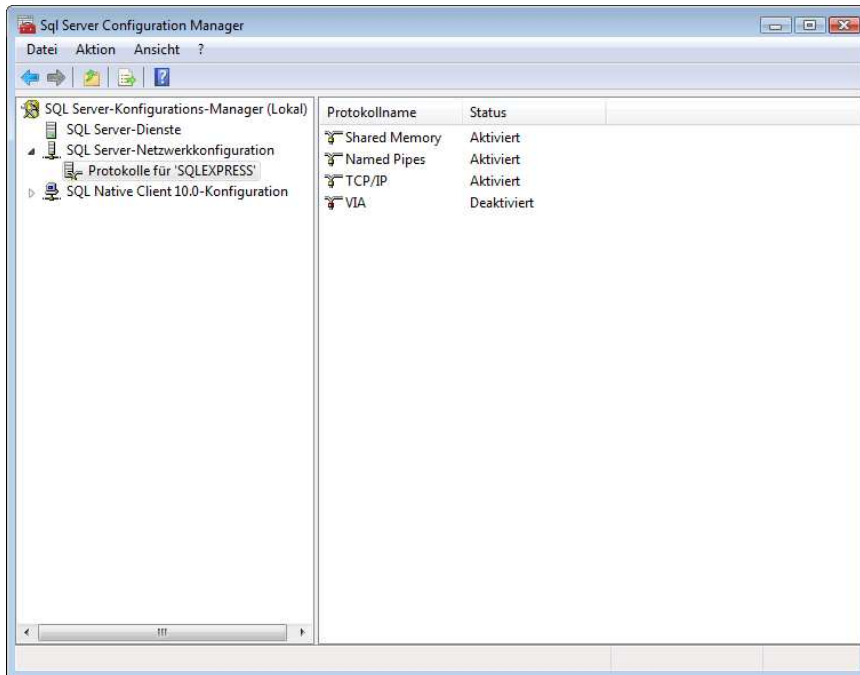 Sql Server Configuration Manager
Datei Aktion Ansicht ?
SQL Server-Konfigurations-Manager (Lokal)
SQL Server-Dienste
SQL Server-Netzwerkkonfiguration
Protokolle für 'SQLEXPRESS'
SQL Native Client 10.0-Konfiguration
Protokollname Status
Shared Memory Aktiviert
Named Pipes Aktiviert
TCP/IP Aktiviert
VIA Deaktiviert